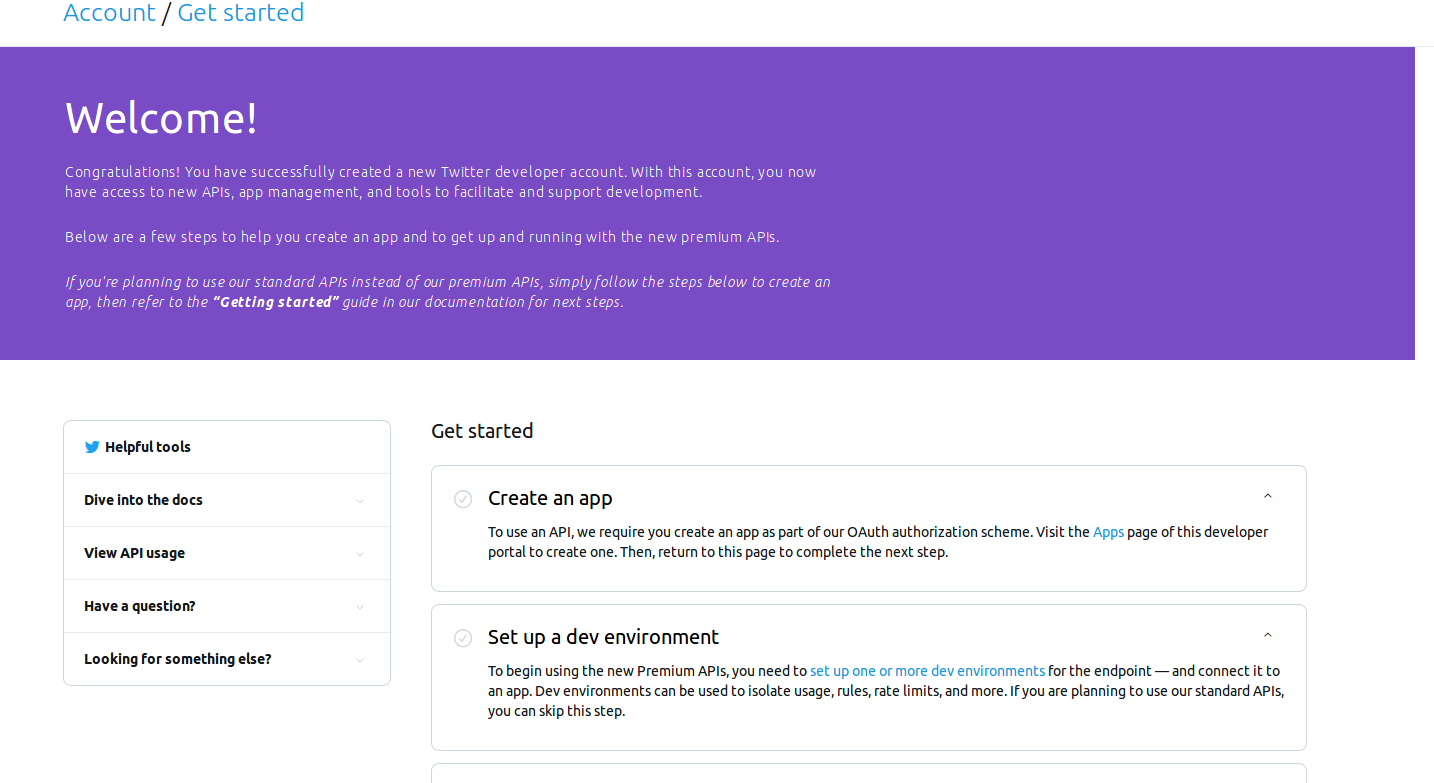 Account / Get started
Welcome!
Congratulations! You have successfully created a new Twitter developer account. With this account, you now
have access to new APIs, app management, and tools to facilitate and support development.
Below are a few steps to help you create an app and to get up and running with the new premium APIs.
If you're planning to use our standard APIs instead of our premium APIs, simply follow the steps below to create an
app, then refer to the “Getting started” guide in our documentation for next steps.
Helpful tools
Dive into the docs
View API usage
Have a question?
Looking for something else?
Get started
Create an app
To use an API, we require you create an app as part of our OAuth authorization scheme. Visit the Apps page of this developer
portal to create one. Then, return to this page to complete the next step.
Set up a dev environment
To begin using the new Premium APIs, you need to set up one or more dev environments for the endpoint — and connect it to
an app. Dev environments can be used to isolate usage, rules, rate limits, and more. If you are planning to use our standard APIs,
you can skip this step.